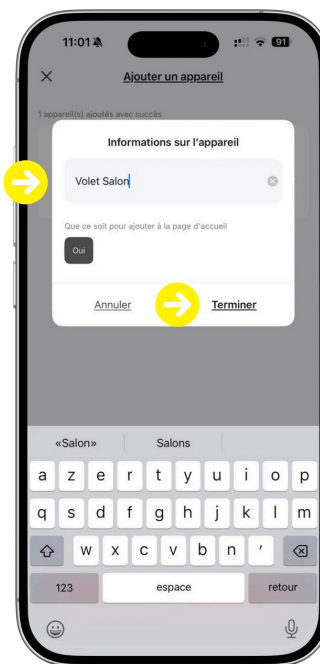 11:01
91
Ajouter un appareil
1 appareil(s) ajoutés avec succès
Informations sur l'appareil
Volet Salon
Que ce soit pour ajouter à la page d'accueil
Oui
Annuler
Terminer
«Salon» Salons
a z e r t y u i o p
q s d f g h j k l m
w x c v b n '
123 espace retour